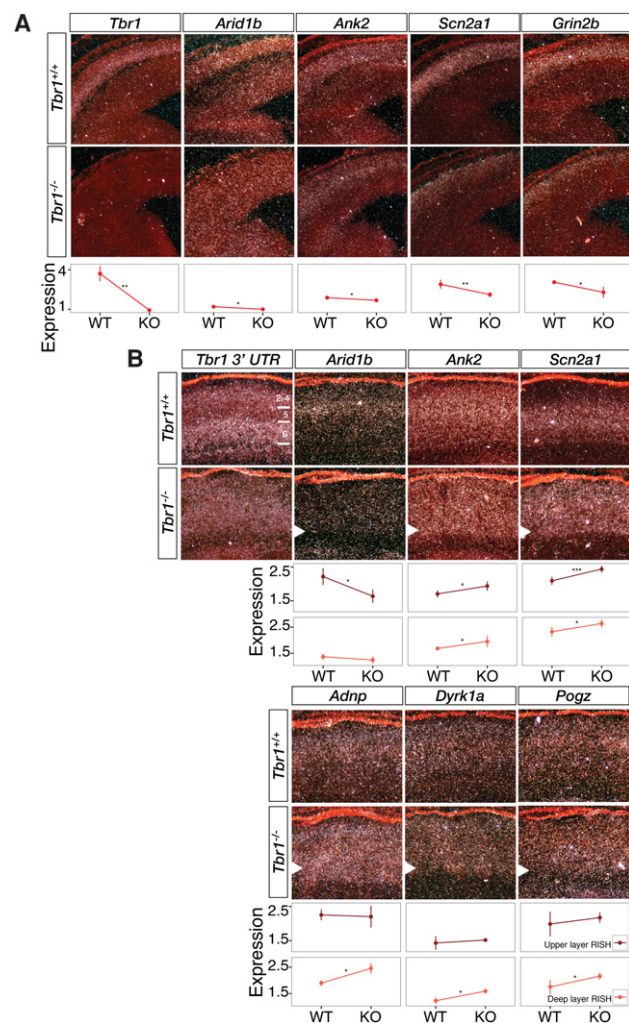 A
Tbr1 Arid1b Ank2 Scn2a1 Grin2b
Tbr1+/+
Tbr1-/-
Expression
4
1
** * * ** *
WT KO WT KO WT KO WT KO WT KO
B
Tbr1 3' UTR Arid1b Ank2 Scn2a1
Tbr1+/+
2-4
5
6
Tbr1-/-
Expression
2.5
1.5
* * ***
2.5
1.5
* *
WT KO WT KO WT KO
Adnp Dyrk1a Pogz
Tbr1+/+
Tbr1-/-
Expression
2.5
1.5
Upper layer RISH
2.5
1.5
* * *
Deep layer RISH
WT KO WT KO WT KO